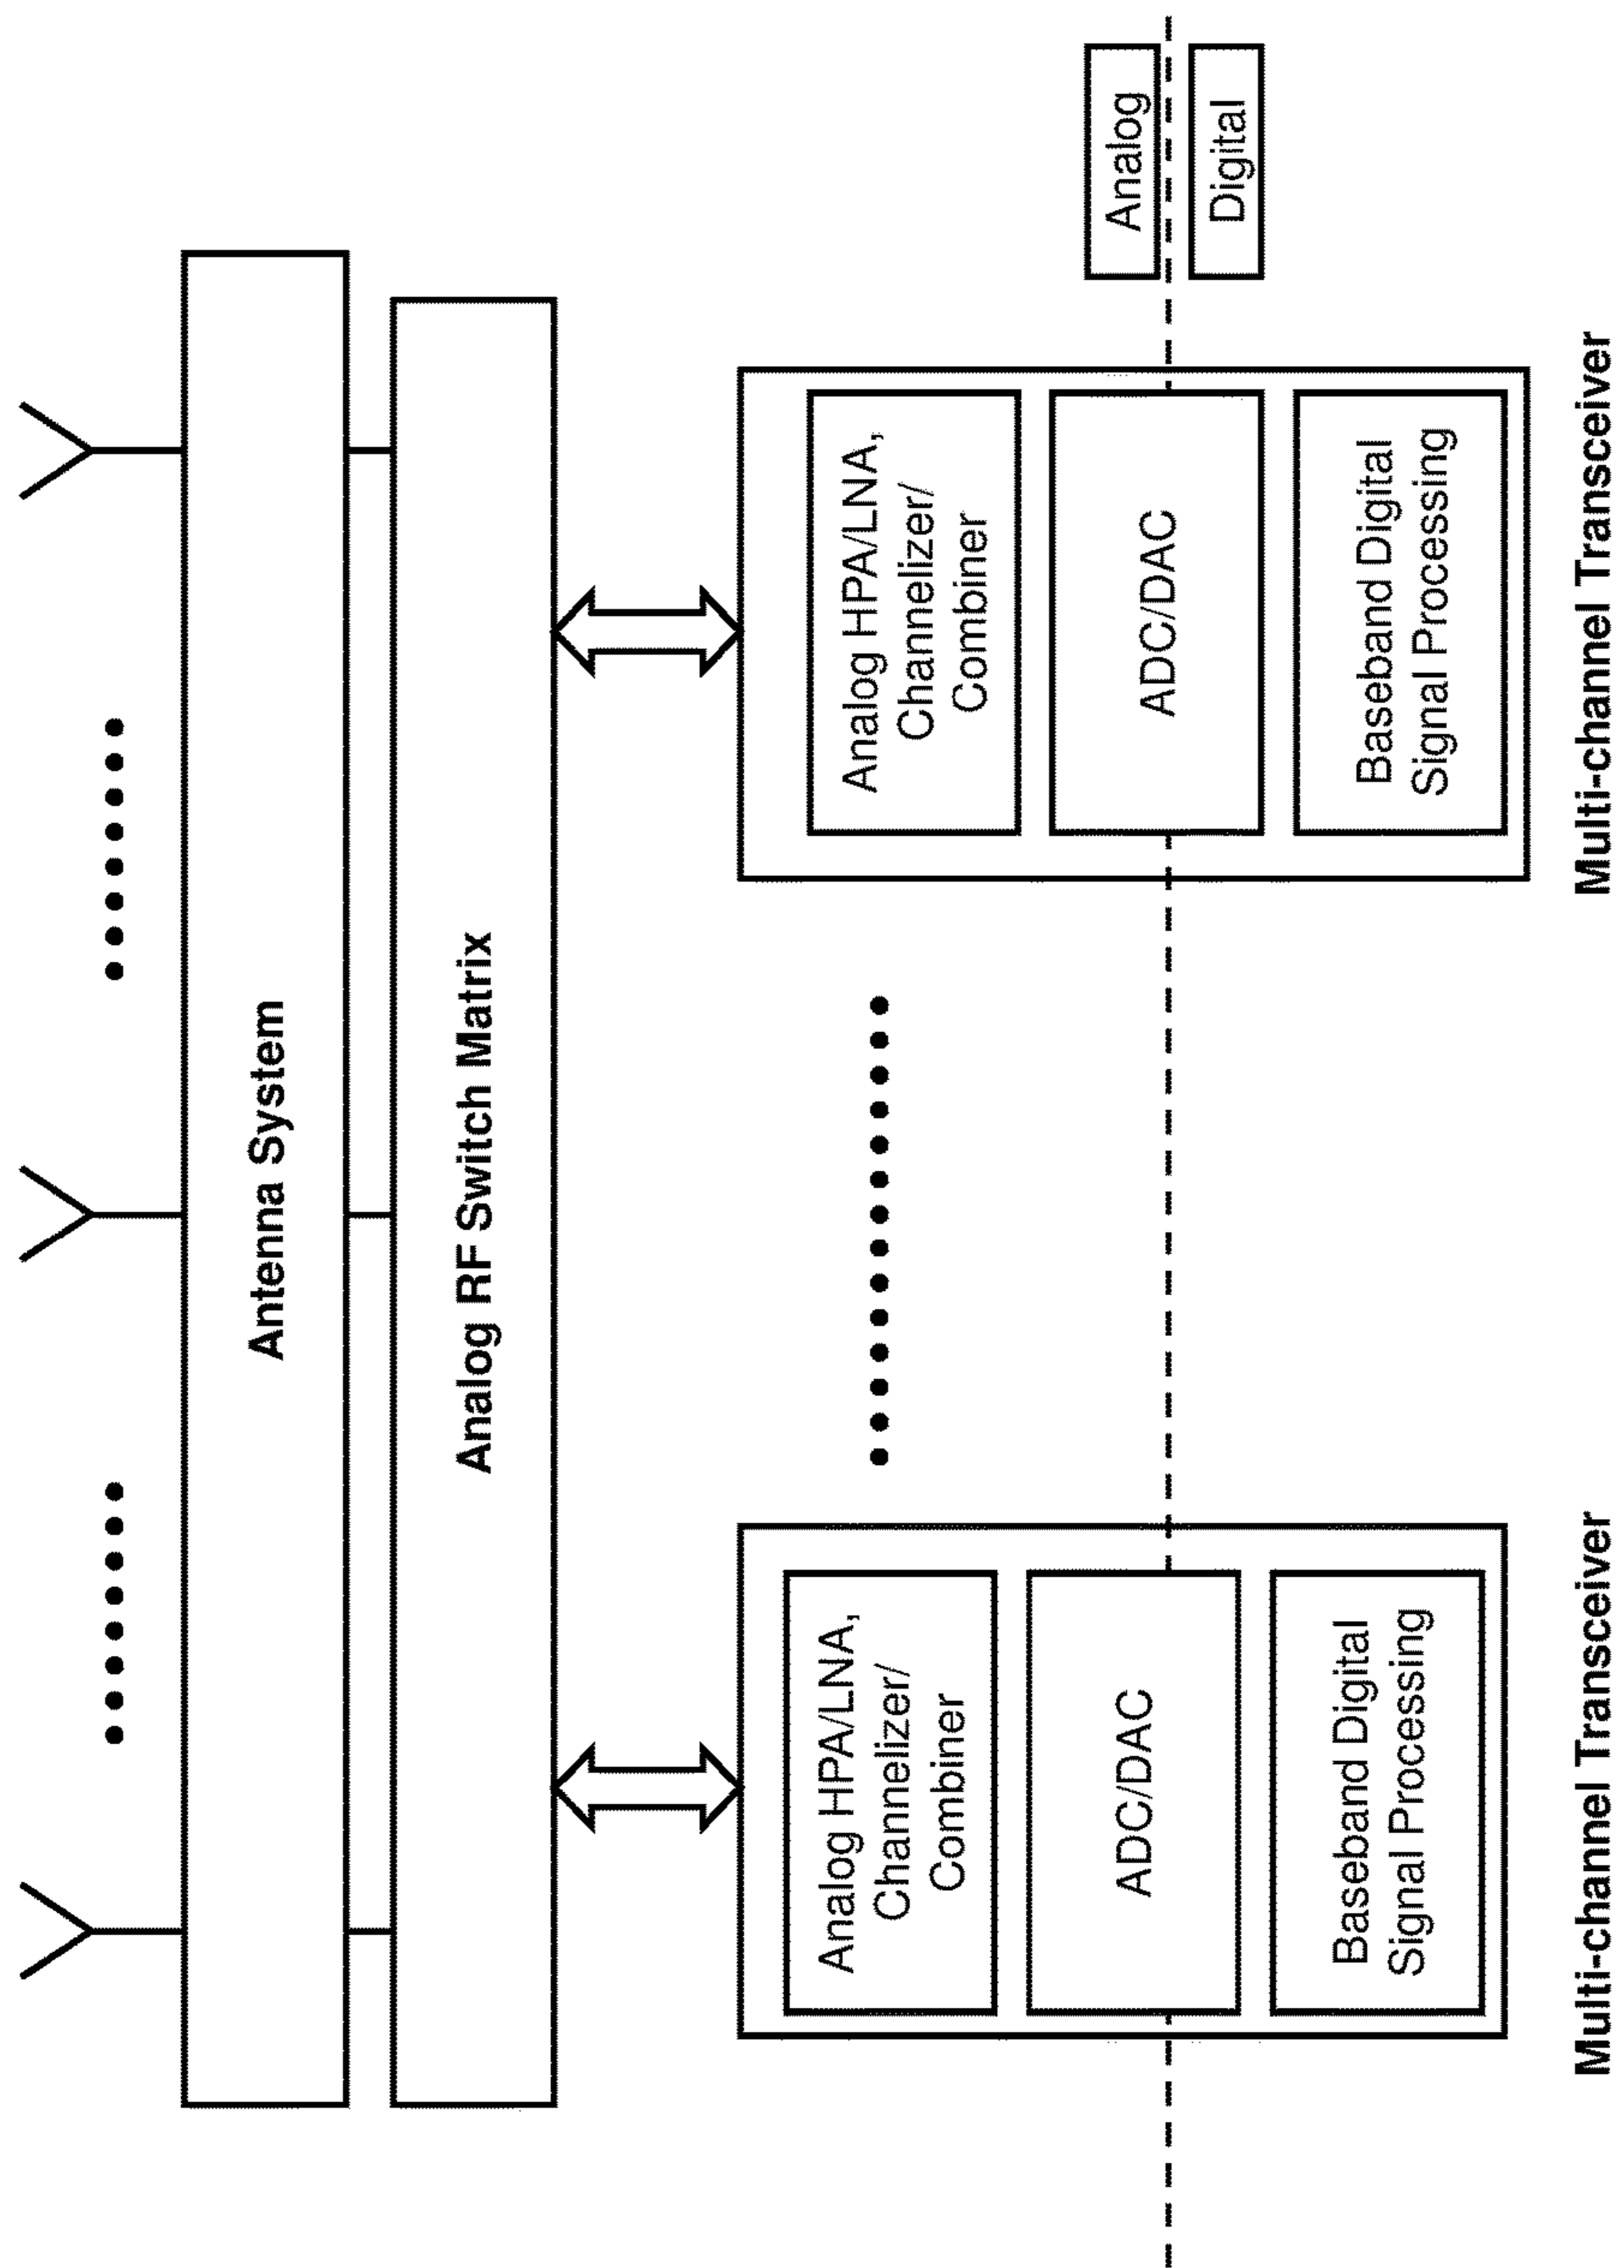 Antenna System
Analog RF Switch Matrix
Analog HPA/LNA,
Channelizer/
Combiner
ADC/DAC
Baseband Digital
Signal Processing
Multi-channel Transceiver
Analog HPA/LNA,
Channelizer/
Combiner
ADC/DAC
Baseband Digital
Signal Processing
Multi-channel Transceiver
Analog
Digital